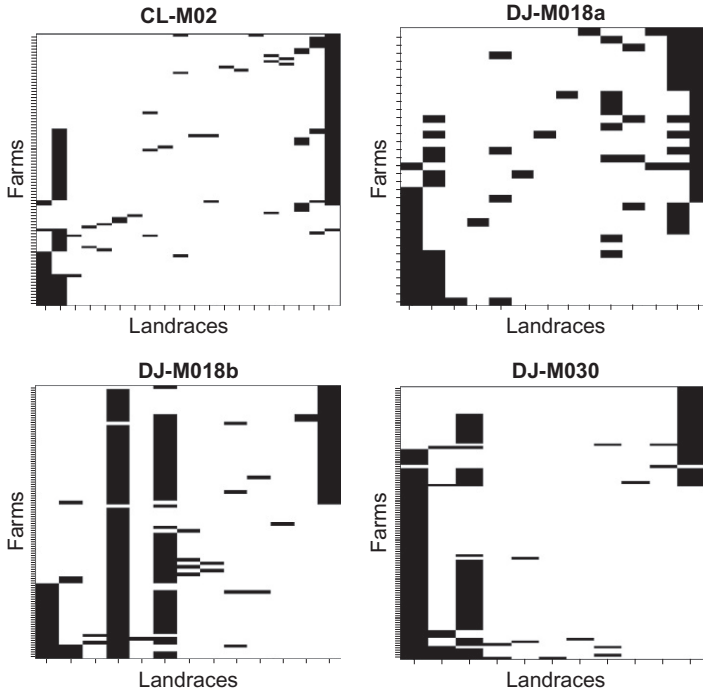 CL-M02
DJ-M018a
Farms
Farms
Landraces
Landraces
DJ-M018b
DJ-M030
Farms
Farms
Landraces
Landraces